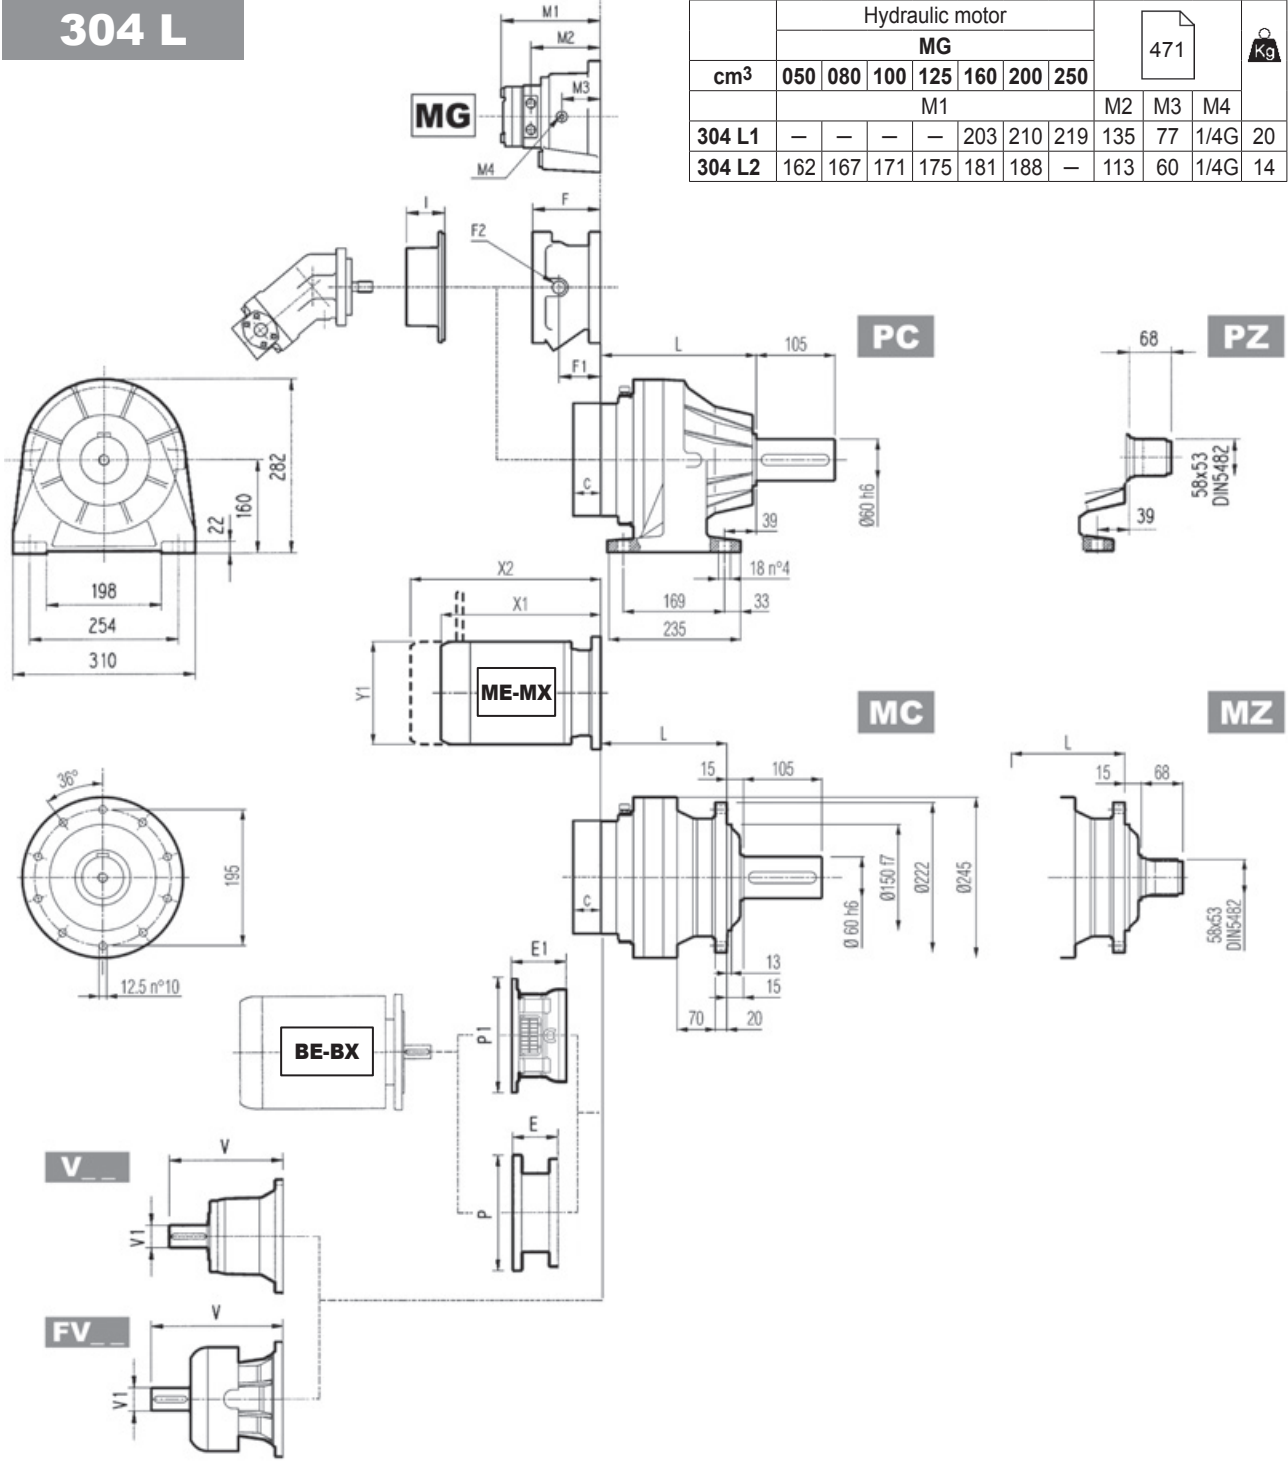 304 L
Hydraulic motor
MG
471
Kg
cm³ 050 080 100 125 160 200 250
M1 M2 M3 M4
304 L1 – – – – 203 210 219 135 77 1/4G 20
304 L2 162 167 171 175 181 188 – 113 60 1/4G 14
M1
M2
M3
MG
M4
I
F
F2
F1
PC
L
105
C
Ø60 h6
39
18 n°4
169
33
235
282
160
22
198
254
310
PZ
68
58x53
DIN5482
39
X2
X1
Y1
ME-MX
MC
L
15
105
C
Ø 60 h6
Ø150 f7
Ø222
Ø245
13
15
70
20
MZ
L
15
68
58x53
DIN5482
36°
195
12.5 n°10
BE-BX
E1
P1
E
P
V_ _
V
V1
FV_ _
V
V1